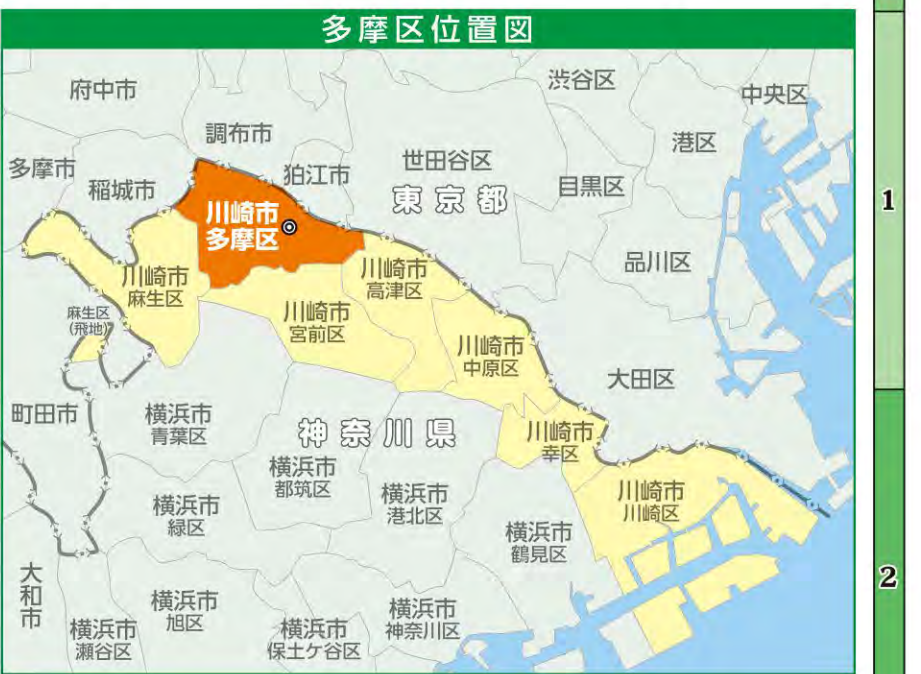 多摩区位置図
府中市
渋谷区
中央区
調布市
港区
多摩市
稲城市
狛江市
世田谷区
目黒区
東京都
川崎市
多摩区
品川区
川崎市
麻生区
川崎市
高津区
麻生区
(飛地)
川崎市
宮前区
川崎市
中原区
大田区
町田市
横浜市
青葉区
神奈川県
川崎市
幸区
横浜市
都筑区
川崎市
川崎区
横浜市
緑区
横浜市
港北区
横浜市
鶴見区
大和市
横浜市
瀬谷区
横浜市
旭区
横浜市
保土ケ谷区
横浜市
神奈川区
1
2